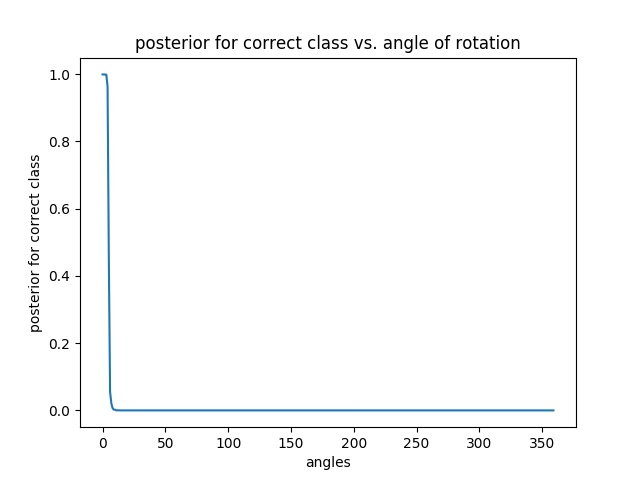 posterior for correct class vs. angle of rotation
1.0
0.8
0.6
0.4
0.2
0.0
posterior for correct class
0 50 100 150 200 250 300 350
angles